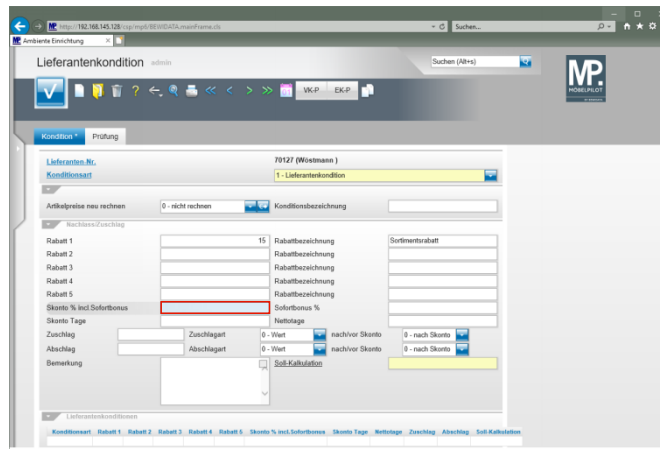 http://192.168.145.128/csp/mp6/BEWIDATA.mainFrame.cls
Suchen...
Ambiente Einrichtung
Lieferantenkondition admin
Suchen (Alt+s)
MP.
MÖBELPILOT
VK-P EK-P
Kondition * Prüfung
Lieferanten.Nr. 70127 (Wöstmann )
Konditionsart 1 - Lieferantenkondition
Artikelpreise neu rechnen 0 - nicht rechnen Konditionsbezeichnung
Nachlass/Zuschlag
Rabatt 1 15 Rabattbezeichnung Sortimentsrabatt
Rabatt 2 Rabattbezeichnung
Rabatt 3 Rabattbezeichnung
Rabatt 4 Rabattbezeichnung
Rabatt 5 Rabattbezeichnung
Skonto % incl.Sofortbonus Sofortbonus %
Skonto Tage Nettotage
Zuschlag Zuschlagart 0 - Wert nach/vor Skonto 0 - nach Skonto
Abschlag Abschlagart 0 - Wert nach/vor Skonto 0 - nach Skonto
Bemerkung Soll-Kalkulation
Lieferantenkonditionen
Konditionsart Rabatt 1 Rabatt 2 Rabatt 3 Rabatt 4 Rabatt 5 Skonto % incl.Sofortbonus Skonto Tage Nettotage Zuschlag Abschlag Soll-Kalkulation